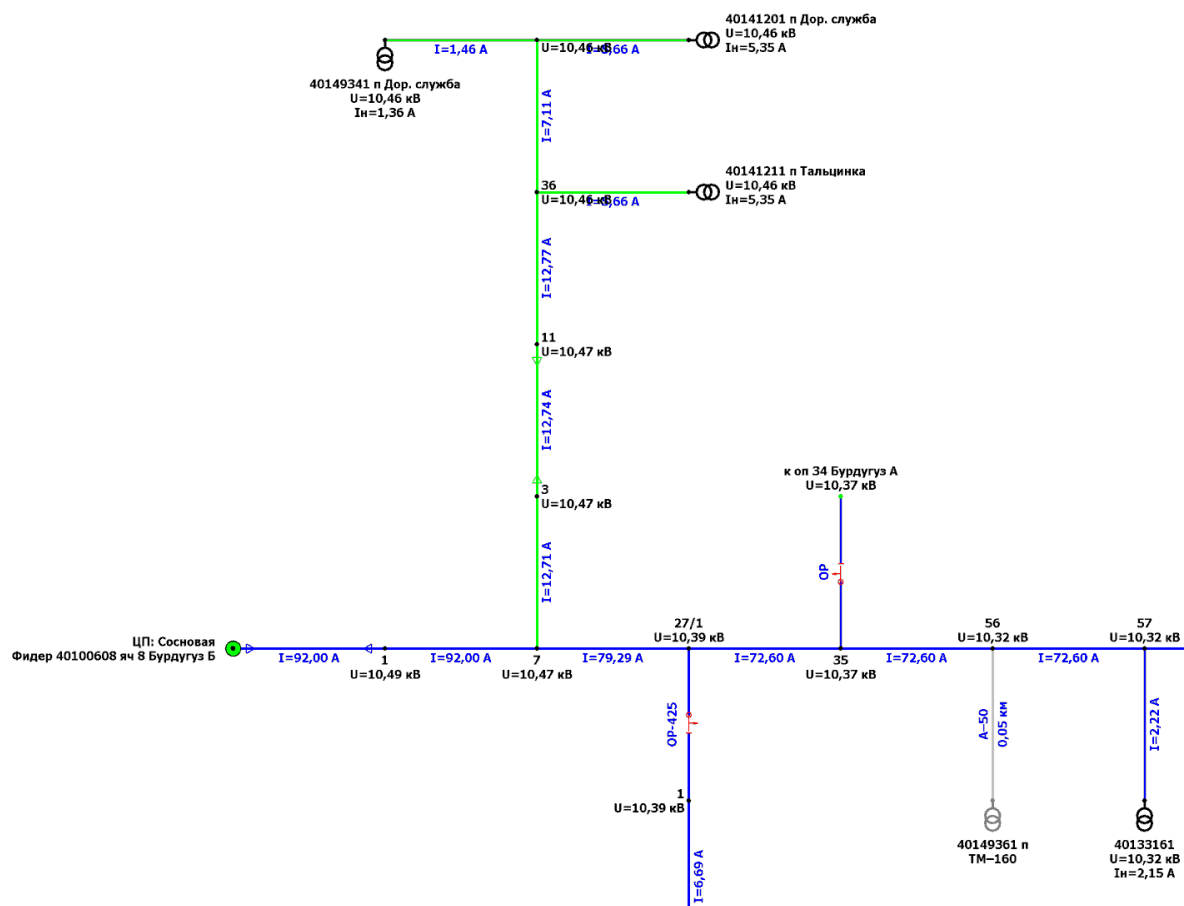 40141201 п Дор. служба
U=10,46 кВ
Iн=5,35 А
I=1,46 А
U=10,46 кВ
I=5,66 А
40149341 п Дор. служба
U=10,46 кВ
Iн=1,36 А
I=7,11 А
40141211 п Тальцинка
U=10,46 кВ
Iн=5,35 А
36
U=10,46 кВ
I=5,66 А
I=12,77 А
11
U=10,47 кВ
I=12,74 А
3
U=10,47 кВ
I=12,71 А
к оп 34 Бурдугуз А
U=10,37 кВ
ОР
ЦП: Сосновая
Фидер 40100608 яч 8 Бурдугуз Б
I=92,00 А
1
U=10,49 кВ
I=92,00 А
7
U=10,47 кВ
I=79,29 А
27/1
U=10,39 кВ
I=72,60 А
35
U=10,37 кВ
I=72,60 А
56
U=10,32 кВ
I=72,60 А
57
U=10,32 кВ
ОР-425
1
U=10,39 кВ
I=6,69 А
А–50
0,05 км
40149361 п
ТМ–160
I=2,22 А
40133161
U=10,32 кВ
Iн=2,15 А